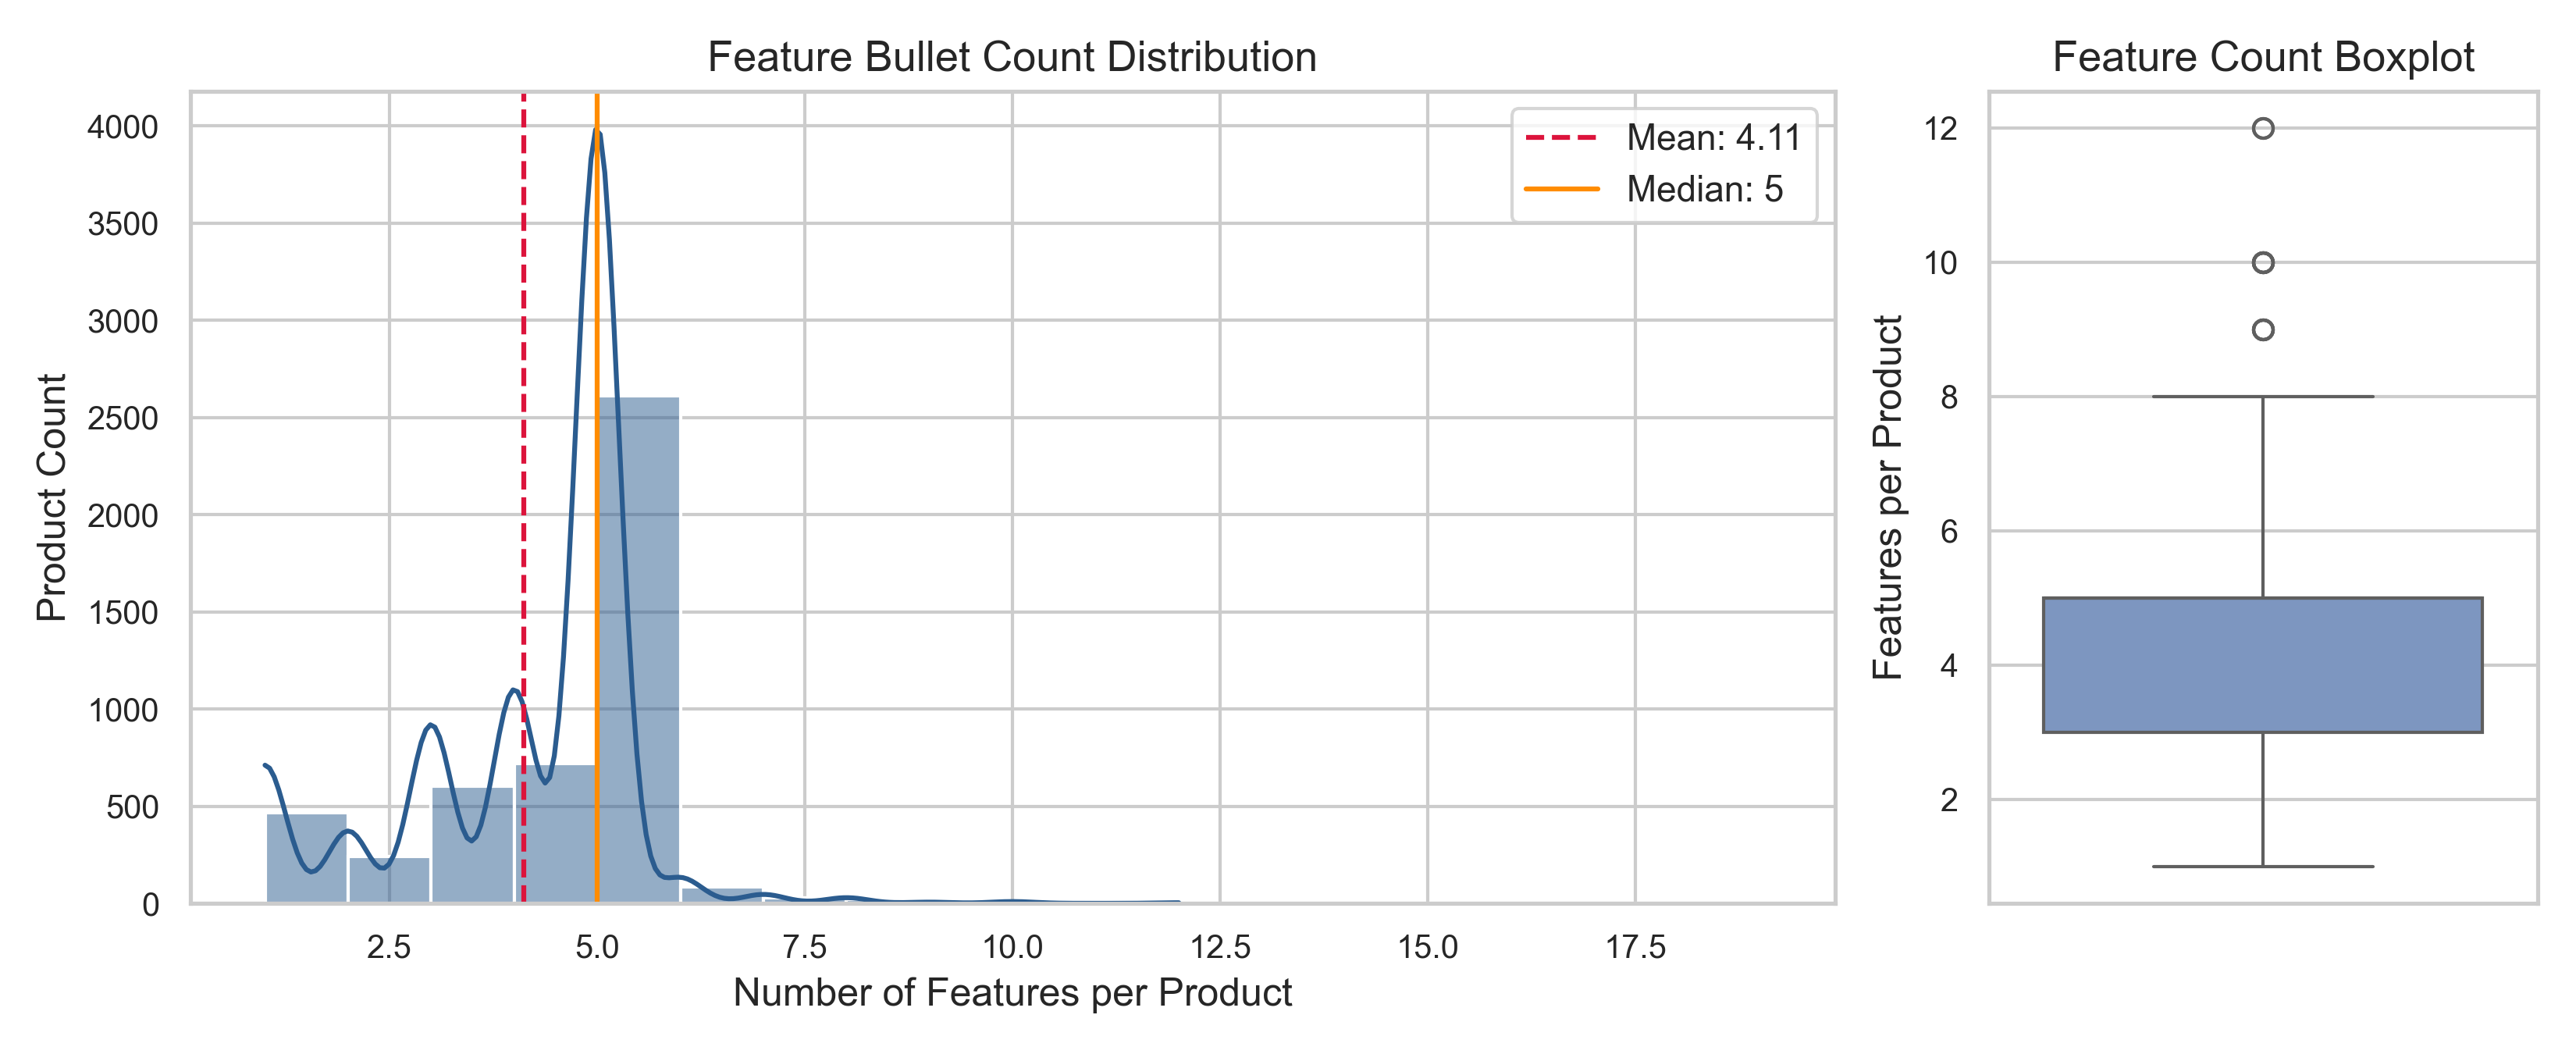 Feature Bullet Count Distribution
Product Count
4000
3500
3000
2500
2000
1500
1000
500
0
Mean: 4.11
Median: 5
2.5 5.0 7.5 10.0 12.5 15.0 17.5
Number of Features per Product
Feature Count Boxplot
Features per Product
12
10
8
6
4
2